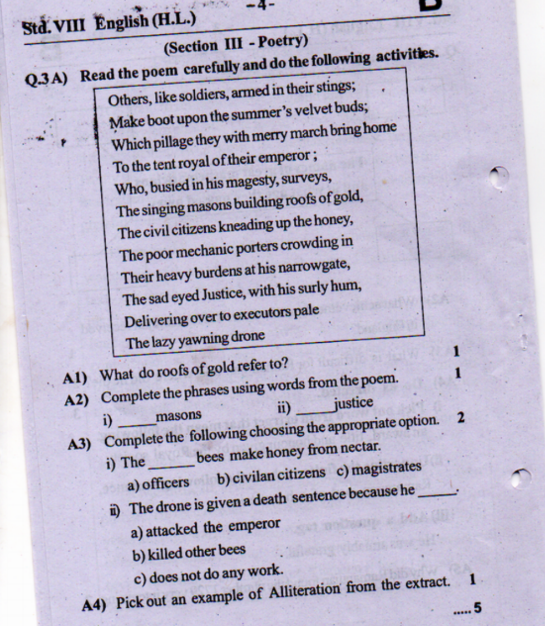 -4-
B
Std. VIII English (H.L.)
(Section III - Poetry)
Q.3 A) Read the poem carefully and do the following activities.
Others, like soldiers, armed in their stings;
Make boot upon the summer's velvet buds;
Which pillage they with merry march bring home
To the tent royal of their emperor ;
Who, busied in his magesty, surveys,
The singing masons building roofs of gold,
The civil citizens kneading up the honey,
The poor mechanic porters crowding in
Their heavy burdens at his narrowgate,
The sad eyed Justice, with his surly hum,
Delivering over to executors pale
The lazy yawning drone
A1) What do roofs of gold refer to? 1
A2) Complete the phrases using words from the poem. 1
i) _____masons ii) _____justice
A3) Complete the following choosing the appropriate option. 2
i) The ______ bees make honey from nectar.
a) officers b) civilan citizens c) magistrates
ii) The drone is given a death sentence because he _____.
a) attacked the emperor
b) killed other bees
c) does not do any work.
A4) Pick out an example of Alliteration from the extract. 1
..... 5